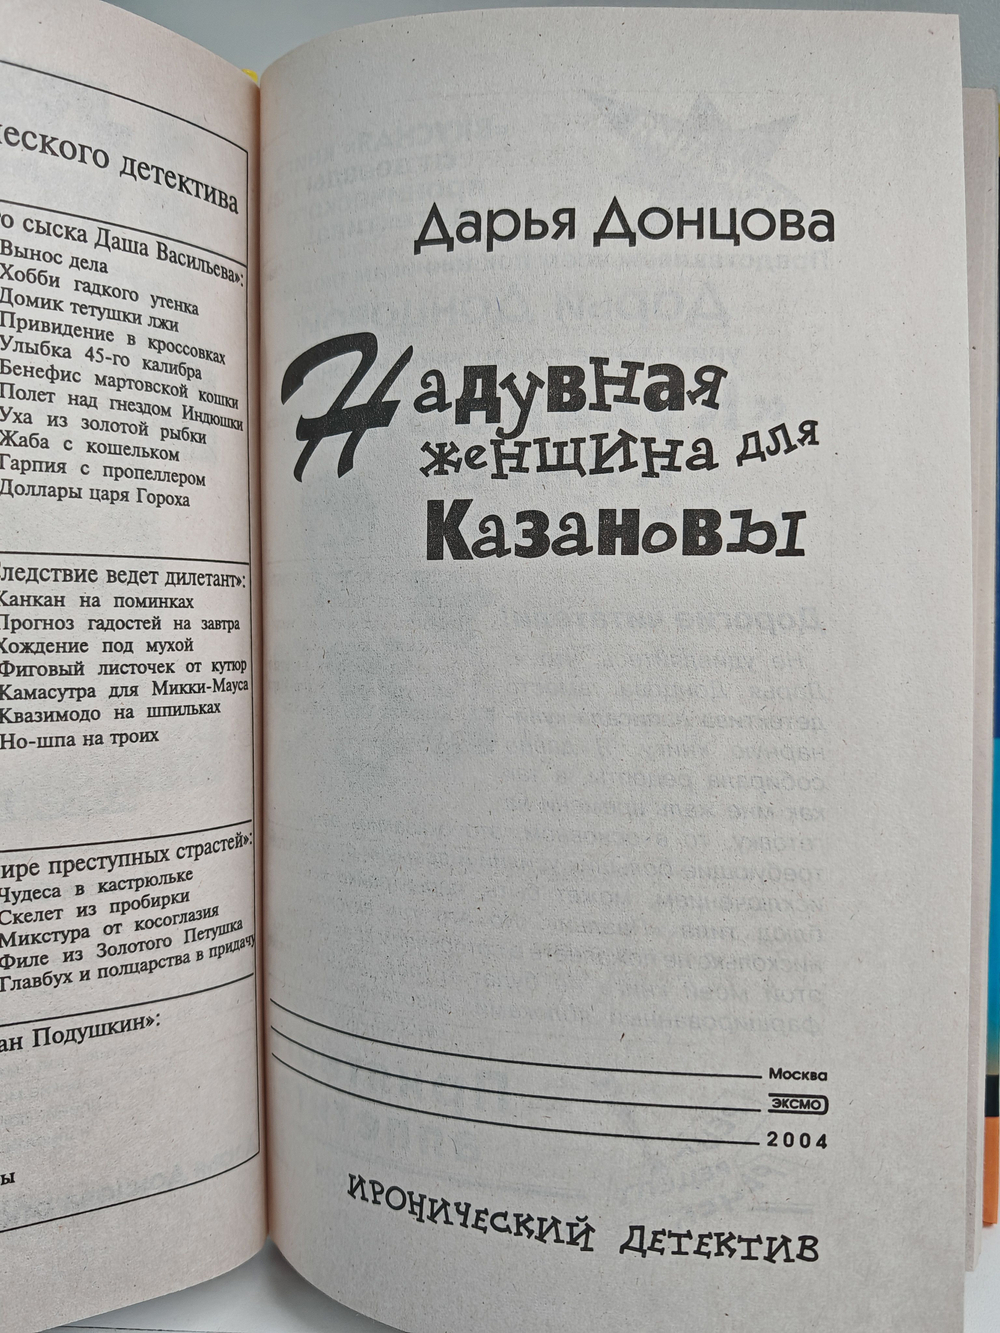 еского детектива
го сыска Даша Васильева»:
Вынос дела
Хобби гадкого утенка
Домик тетушки лжи
Привидение в кроссовках
Улыбка 45-го калибра
Бенефис мартовской кошки
Полет над гнездом Индюшки
Уха из золотой рыбки
Жаба с кошельком
Гарпия с пропеллером
Доллары царя Гороха
ледствие ведет дилетант»:
Канкан на поминках
Прогноз гадостей на завтра
Хождение под мухой
Фиговый листочек от кутюр
Камасутра для Микки-Мауса
Квазимодо на шпильках
Но-шпа на троих
ире преступных страстей»:
Чудеса в кастрюльке
Скелет из пробирки
Микстура от косоглазия
Филе из Золотого Петушка
Главбух и полцарства в придачу
ан Подушкин»:
ы
Дарья Донцова
Надувная
женщина для
Казановы
Москва
ЭКСМО
2004
ИРОНИЧЕСКИЙ ДЕТЕКТИВ